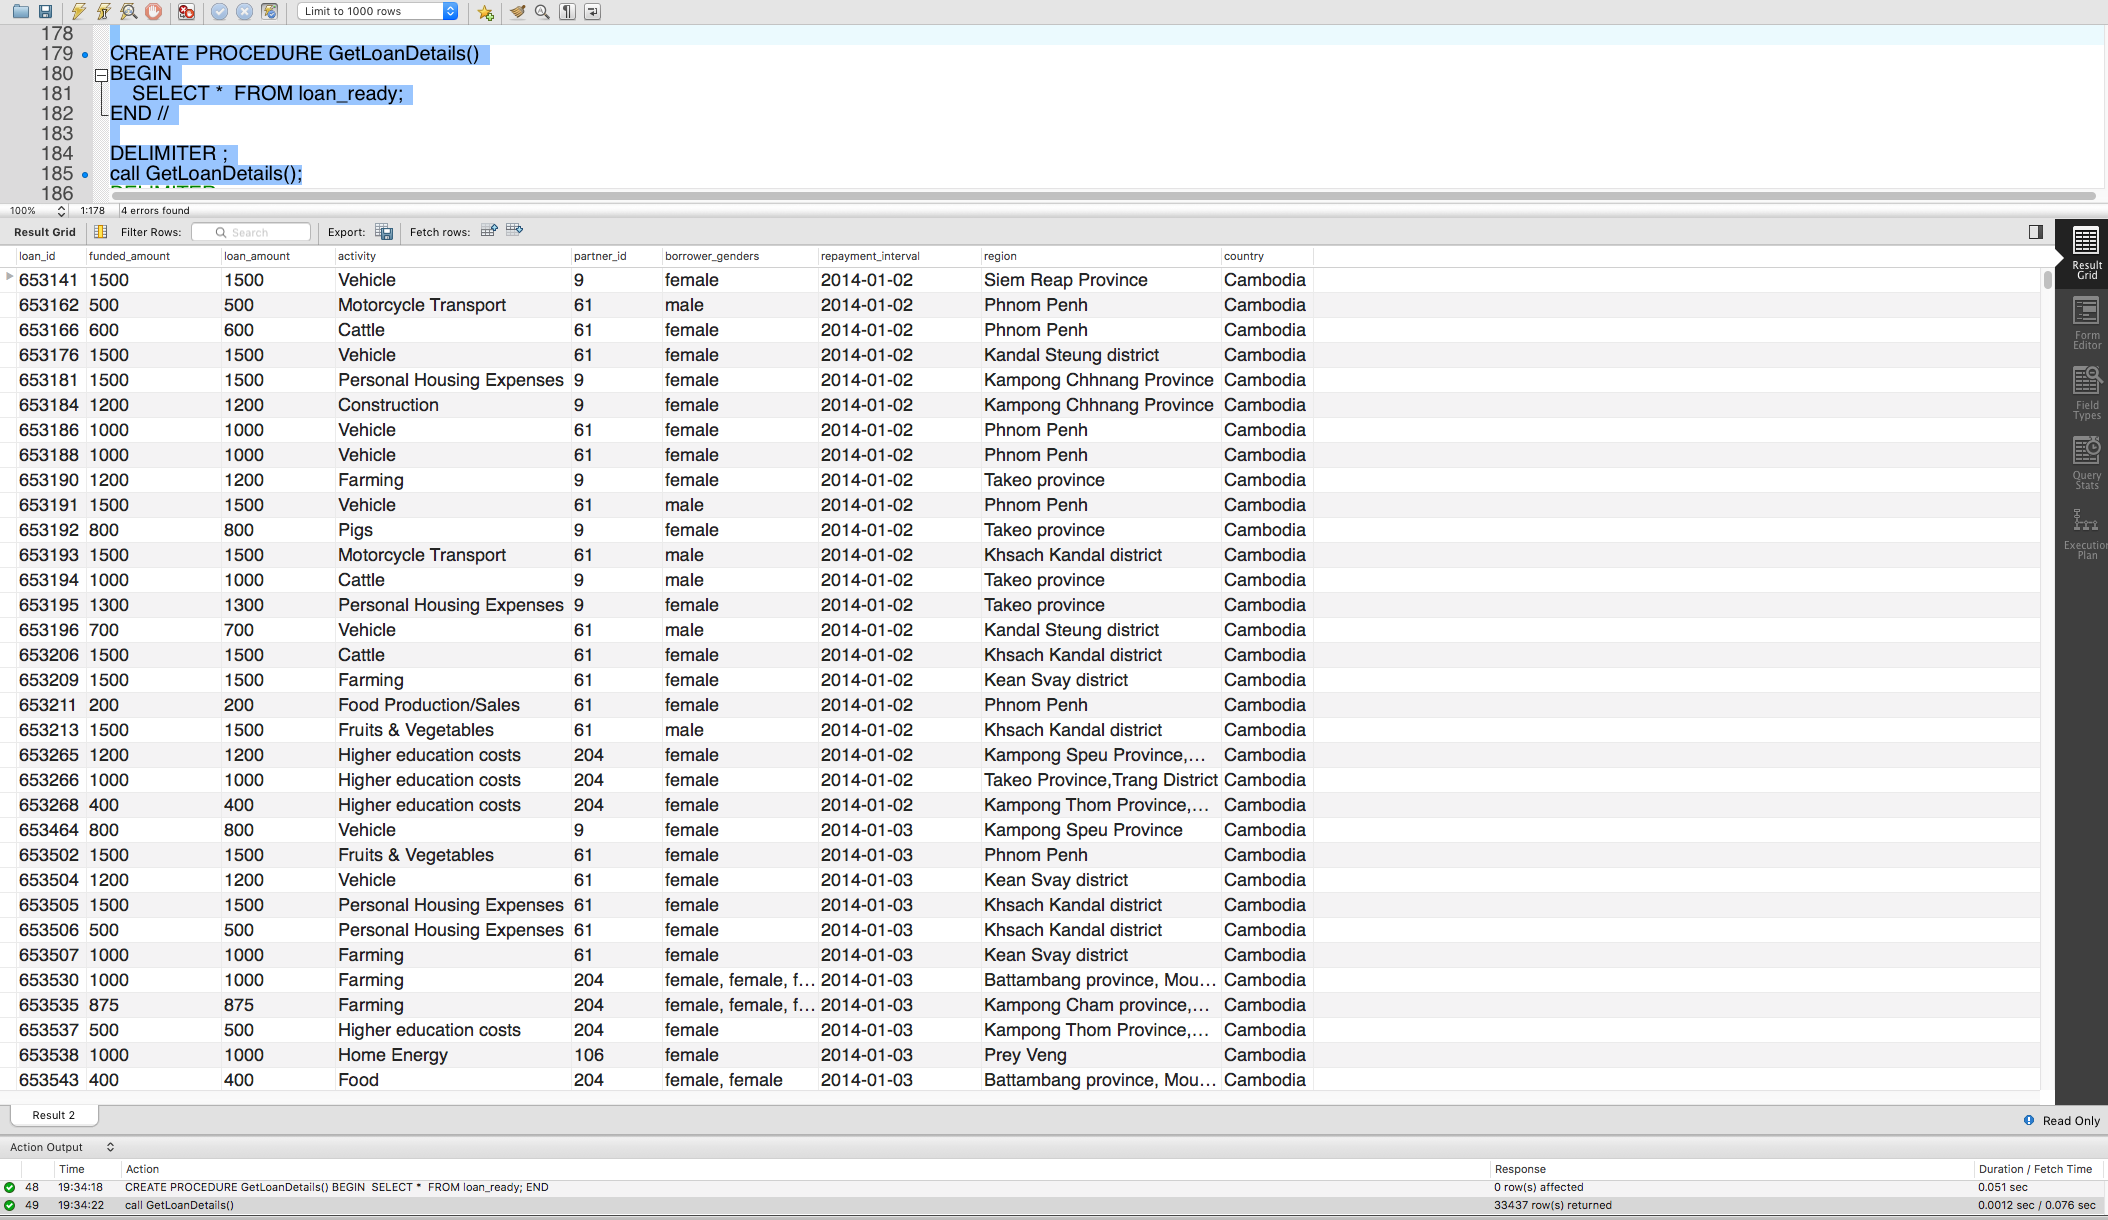 Limit to 1000 rows
178
179 CREATE PROCEDURE GetLoanDetails()
180 BEGIN
181 SELECT * FROM loan_ready;
182 END //
183
184 DELIMITER ;
185 call GetLoanDetails();
186
100% 1:178 4 errors found
Result Grid Filter Rows: Search Export: Fetch rows:
loan_id funded_amount loan_amount activity partner_id borrower_genders repayment_interval region country
653141 1500 1500 Vehicle 9 female 2014-01-02 Siem Reap Province Cambodia
653162 500 500 Motorcycle Transport 61 male 2014-01-02 Phnom Penh Cambodia
653166 600 600 Cattle 61 female 2014-01-02 Phnom Penh Cambodia
653176 1500 1500 Vehicle 61 female 2014-01-02 Kandal Steung district Cambodia
653181 1500 1500 Personal Housing Expenses 9 female 2014-01-02 Kampong Chhnang Province Cambodia
653184 1200 1200 Construction 9 female 2014-01-02 Kampong Chhnang Province Cambodia
653186 1000 1000 Vehicle 61 female 2014-01-02 Phnom Penh Cambodia
653188 1000 1000 Vehicle 61 female 2014-01-02 Phnom Penh Cambodia
653190 1200 1200 Farming 9 female 2014-01-02 Takeo province Cambodia
653191 1500 1500 Vehicle 61 male 2014-01-02 Phnom Penh Cambodia
653192 800 800 Pigs 9 female 2014-01-02 Takeo province Cambodia
653193 1500 1500 Motorcycle Transport 61 male 2014-01-02 Khsach Kandal district Cambodia
653194 1000 1000 Cattle 9 male 2014-01-02 Takeo province Cambodia
653195 1300 1300 Personal Housing Expenses 9 female 2014-01-02 Takeo province Cambodia
653196 700 700 Vehicle 61 male 2014-01-02 Kandal Steung district Cambodia
653206 1500 1500 Cattle 61 female 2014-01-02 Khsach Kandal district Cambodia
653209 1500 1500 Farming 61 female 2014-01-02 Kean Svay district Cambodia
653211 200 200 Food Production/Sales 61 female 2014-01-02 Phnom Penh Cambodia
653213 1500 1500 Fruits & Vegetables 61 male 2014-01-02 Khsach Kandal district Cambodia
653265 1200 1200 Higher education costs 204 female 2014-01-02 Kampong Speu Province,... Cambodia
653266 1000 1000 Higher education costs 204 female 2014-01-02 Takeo Province,Trang District Cambodia
653268 400 400 Higher education costs 204 female 2014-01-02 Kampong Thom Province,... Cambodia
653464 800 800 Vehicle 9 female 2014-01-03 Kampong Speu Province Cambodia
653502 1500 1500 Fruits & Vegetables 61 female 2014-01-03 Phnom Penh Cambodia
653504 1200 1200 Vehicle 61 female 2014-01-03 Kean Svay district Cambodia
653505 1500 1500 Personal Housing Expenses 61 female 2014-01-03 Khsach Kandal district Cambodia
653506 500 500 Personal Housing Expenses 61 female 2014-01-03 Khsach Kandal district Cambodia
653507 1000 1000 Farming 61 female 2014-01-03 Kean Svay district Cambodia
653530 1000 1000 Farming 204 female, female, f... 2014-01-03 Battambang province, Mou... Cambodia
653535 875 875 Farming 204 female, female, f... 2014-01-03 Kampong Cham province,... Cambodia
653537 500 500 Higher education costs 204 female 2014-01-03 Kampong Thom Province,... Cambodia
653538 1000 1000 Home Energy 106 female 2014-01-03 Prey Veng Cambodia
653543 400 400 Food 204 female, female 2014-01-03 Battambang province, Mou... Cambodia
Result
Grid
Form
Editor
Field
Types
Query
Stats
Executio
Plan
Result 2 Read Only
Action Output
Time Action Response Duration / Fetch Time
48 19:34:18 CREATE PROCEDURE GetLoanDetails() BEGIN SELECT * FROM loan_ready; END 0 row(s) affected 0.051 sec
49 19:34:22 call GetLoanDetails() 33437 row(s) returned 0.0012 sec / 0.076 sec